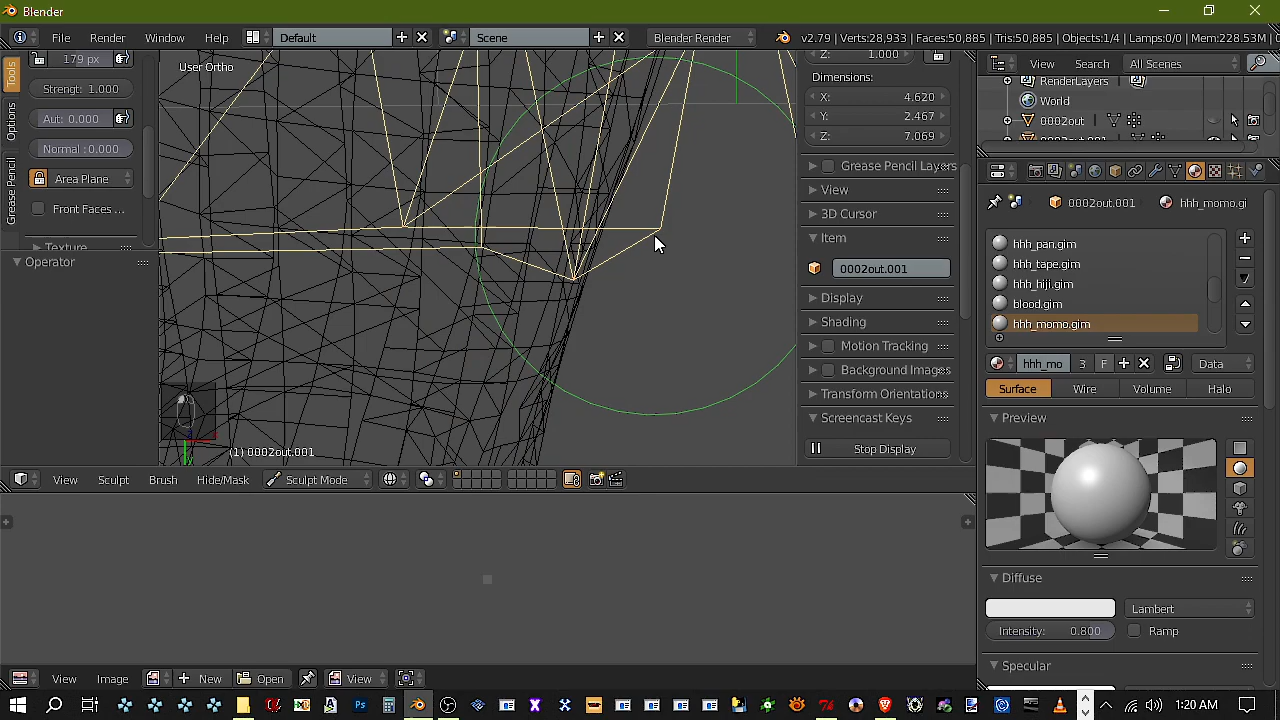 Blender
File Render Window Help Default Scene Blender Render v2.79 | Verts:28,933 | Faces:50,885 | Tris:50,885 | Objects:1/4 | Lamps:0/0 | Mem:228.53M
User Ortho
Tools
Options
Grease Pencil
179 px
Strengt: 1.000
Aut: 0.000
Normal: 0.000
Area Plane
Front Faces ...
Texture
Operator
(1) 0002out.001
Z: 1.000
Dimensions:
X: 4.620
Y: 2.467
Z: 7.069
Grease Pencil Layers
View
3D Cursor
Item
0002out.001
Display
Shading
Motion Tracking
Background Images
Transform Orientations
Screencast Keys
Stop Display
View Search All Scenes
RenderLayers
World
0002out
0002out.001
0002out.001 hhh_momo.gi
hhh_pan.gim
hhh_tape.gim
hhh_hiji.gim
blood.gim
hhh_momo.gim
hhh_mo 3 F Data
Surface Wire Volume Halo
Preview
Diffuse
Lambert
Intensity: 0.800 Ramp
Specular
View Sculpt Brush Hide/Mask Sculpt Mode
View Image New Open View
1:20 AM